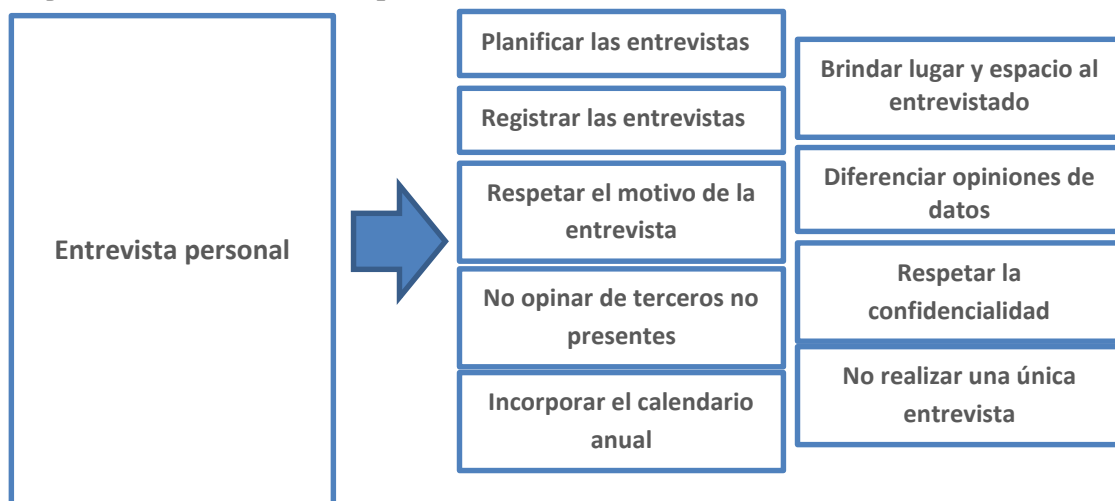 Entrevista personal
Planificar las entrevistas
Registrar las entrevistas
Respetar el motivo de la
entrevista
No opinar de terceros no
presentes
Incorporar el calendario
anual
Brindar lugar y espacio al
entrevistado
Diferenciar opiniones de
datos
Respetar la
confidencialidad
No realizar una única
entrevista